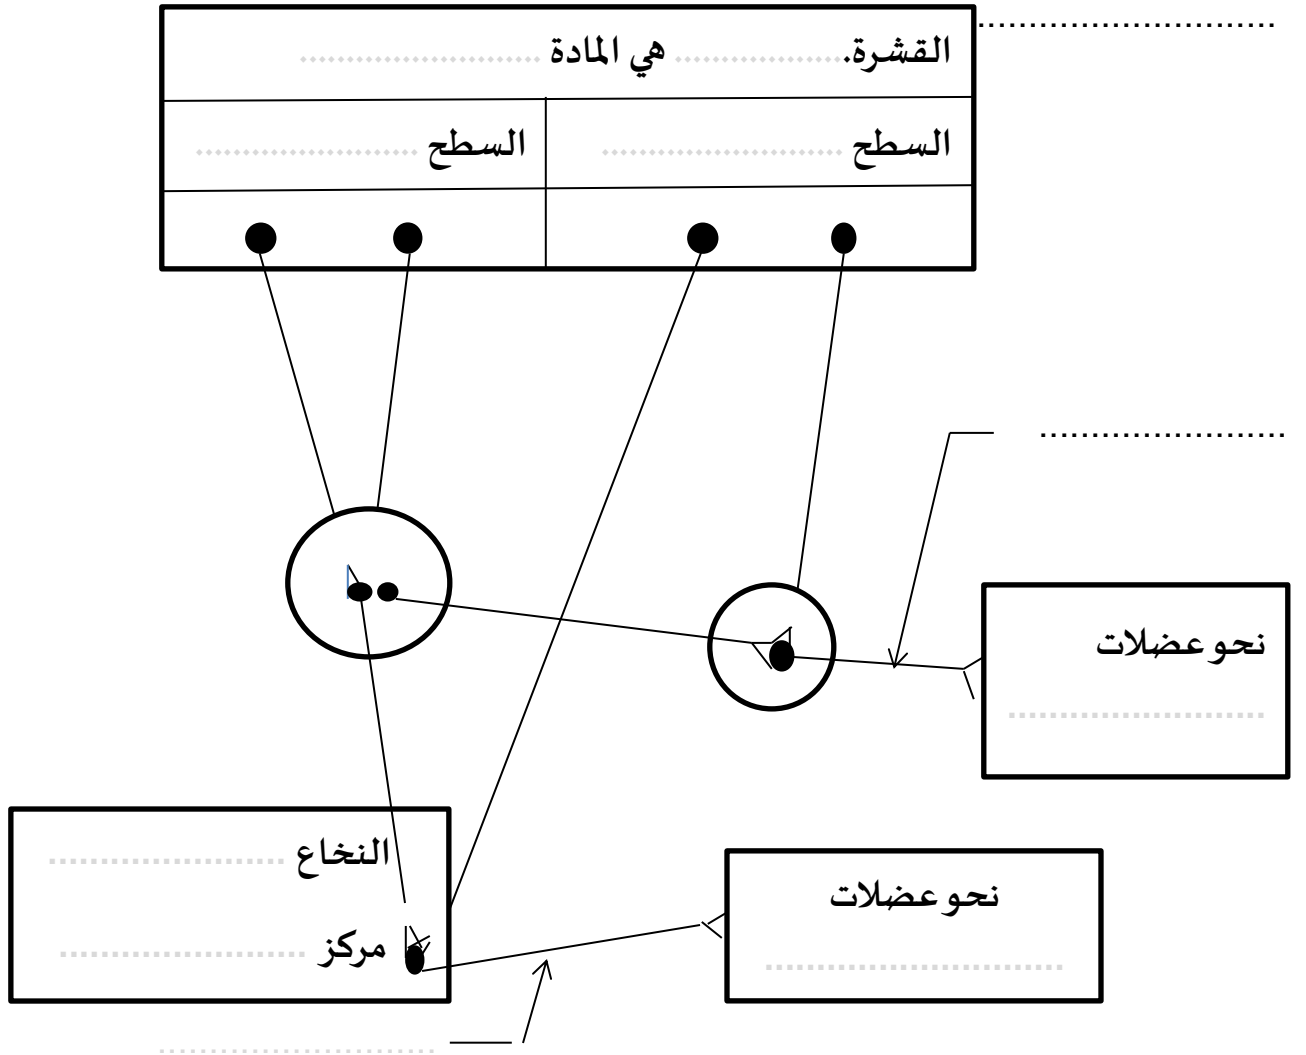 ..............................
القشرة. .................. هي المادة ..........................
السطح .......................... السطح ........................
........................
نحو عضلات
.........................
النخاع .......................
نحو عضلات
مركز ........................
.............................
...........................